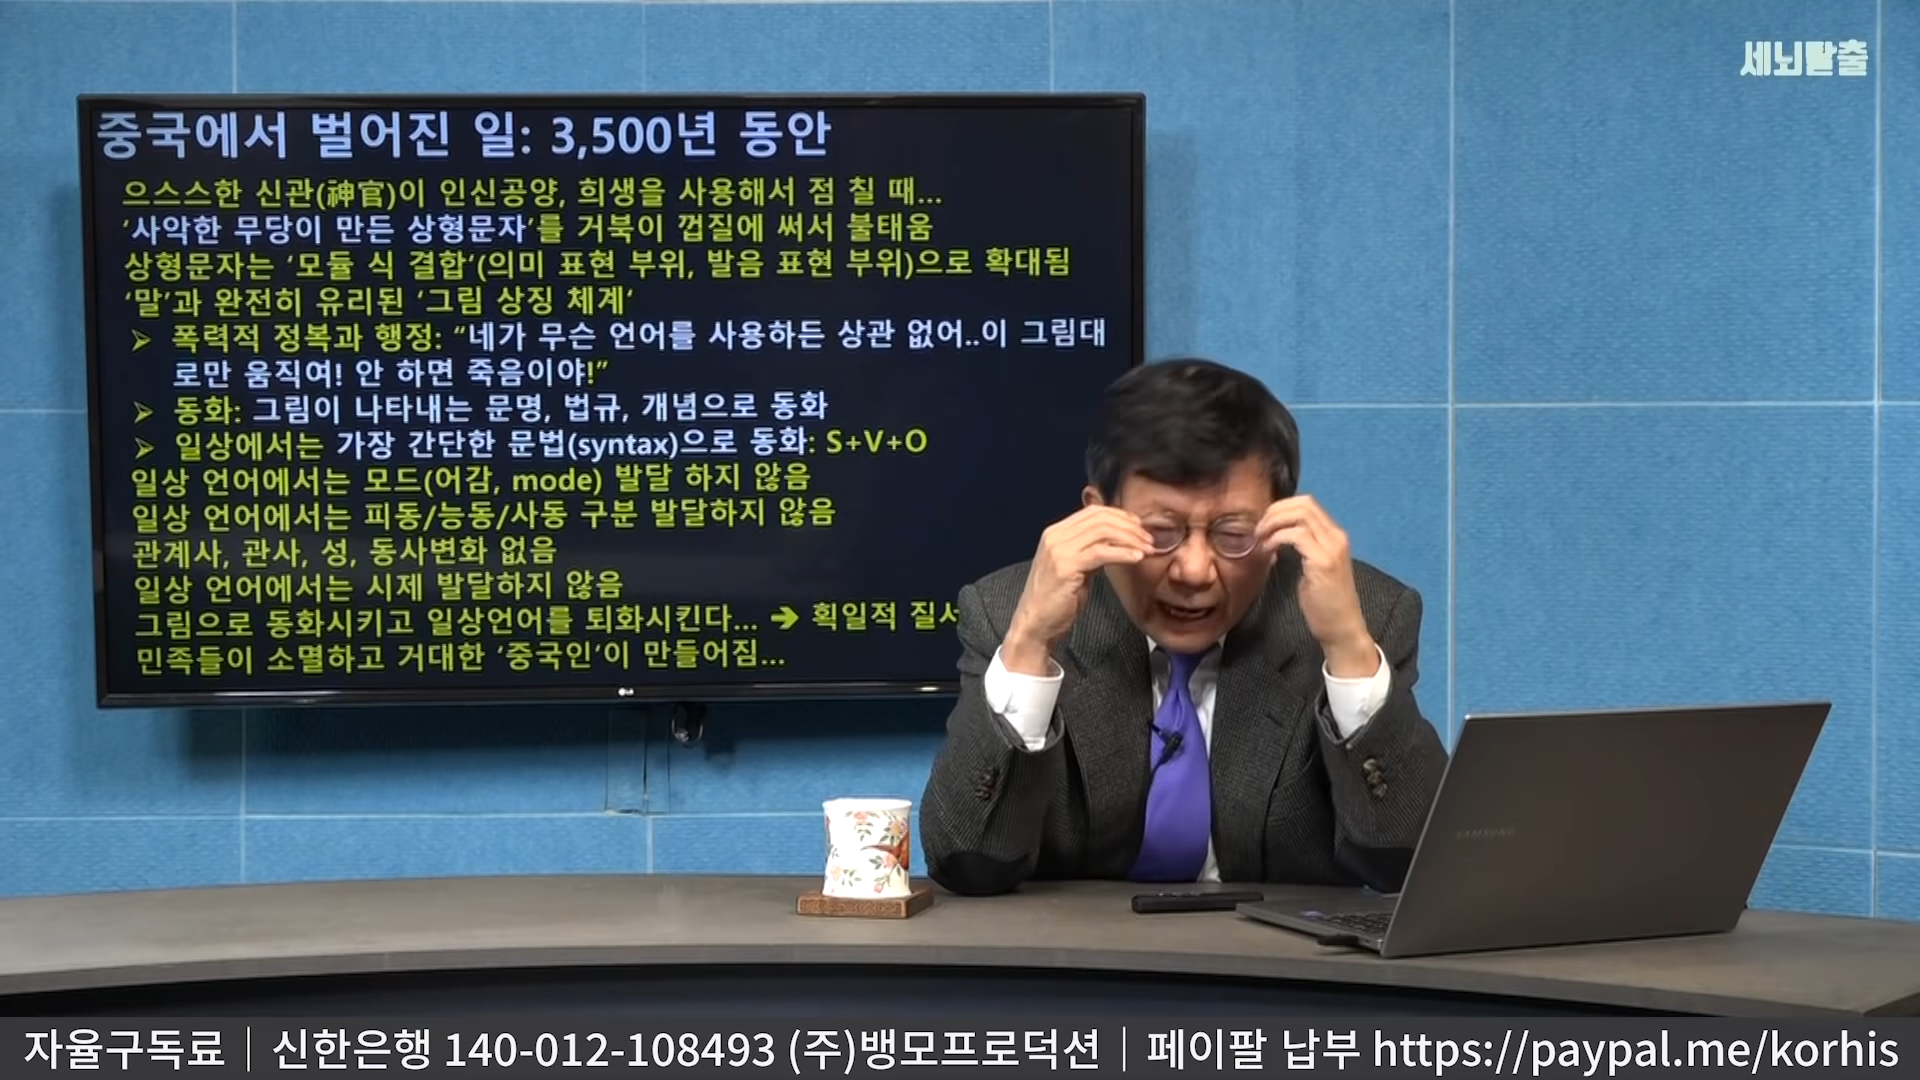 세뇌탈출
중국에서 벌어진 일: 3,500년 동안
으스스한 신관(神官)이 인신공양, 희생을 사용해서 점 칠 때...
‘사악한 무당이 만든 상형문자’를 거북이 껍질에 써서 불태움
상형문자는 ‘모듈 식 결합‘(의미 표현 부위, 발음 표현 부위)으로 확대됨
‘말’과 완전히 유리된 ‘그림 상징 체계‘
➢ 폭력적 정복과 행정: “네가 무슨 언어를 사용하든 상관 없어..이 그림대
로만 움직여! 안 하면 죽음이야!”
➢ 동화: 그림이 나타내는 문명, 법규, 개념으로 동화
➢ 일상에서는 가장 간단한 문법(syntax)으로 동화: S+V+O
일상 언어에서는 모드(어감, mode) 발달 하지 않음
일상 언어에서는 피동/능동/사동 구분 발달하지 않음
관계사, 관사, 성, 동사변화 없음
일상 언어에서는 시제 발달하지 않음
그림으로 동화시키고 일상언어를 퇴화시킨다... ➔ 획일적 질서
민족들이 소멸하고 거대한 ‘중국인’이 만들어짐...
LG
SAMSUNG
자율구독료│신한은행 140-012-108493 (주)뱅모프로덕션│페이팔 납부 https://paypal.me/korhis